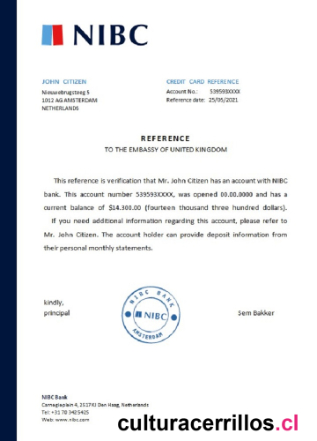 NIBC
JOHN CITIZEN
Nieuwebrugsteeg 5
1012 AG AMSTERDAM
NETHERLANDS
CREDIT CARD REFERENCE
Account No.: 539593XXXX
Reference date: 25/05/2021
REFERENCE
TO THE EMBASSY OF UNITED KINGDOM
This reference is verification that Mr. John Citizen has an account with NIBC
bank. This account number 539593XXXX, was opened 00.00.0000 and has a
current balance of $14.300.00 (fourteen thousand three hundred dollars).
If you need additional information regarding this account, please refer to
Mr. John Citizen. The account holder can provide deposit information from
their personal monthly statements.
kindly,
principal
NIBC BANK
NIBC
AMSTERDAM
Sem Bakker
NIBC Bank
Carnegieplein 4, 2517KJ Den Haag, Netherlands
Tel: +31 70 3425425
Web: www.nibc.com
culturacerrillos.cl